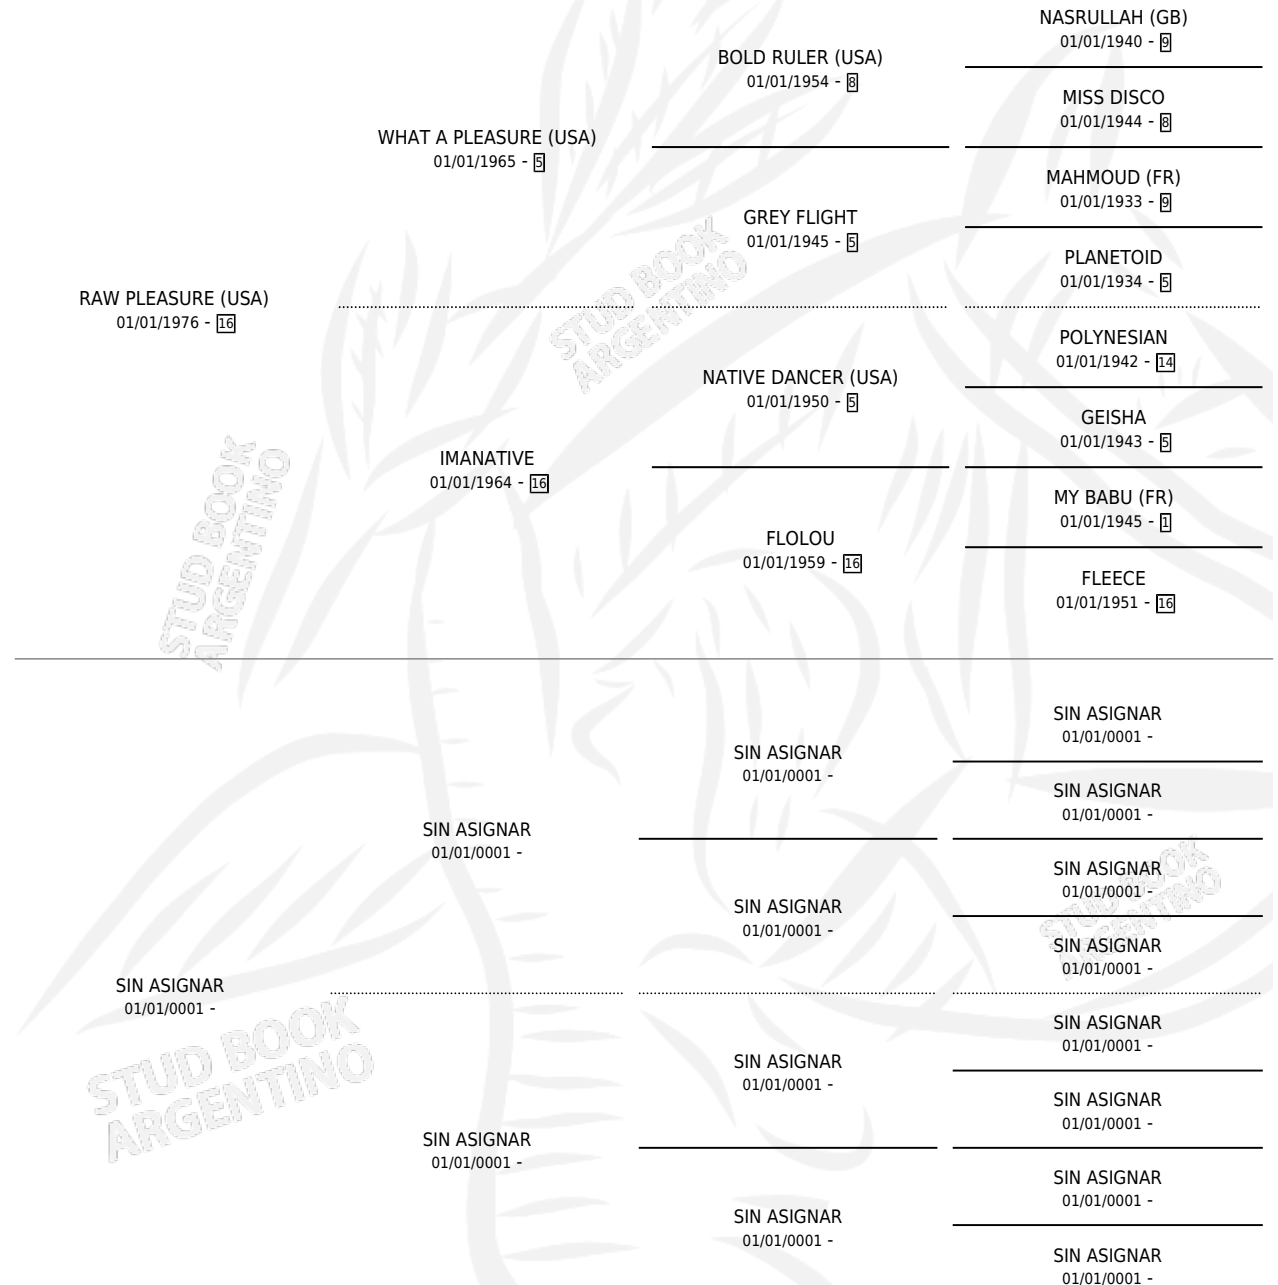 NASRULLAH (GB)
01/01/1940 - 9
BOLD RULER (USA)
01/01/1954 - 8
MISS DISCO
01/01/1944 - 8
WHAT A PLEASURE (USA)
01/01/1965 - 5
MAHMOUD (FR)
01/01/1933 - 9
GREY FLIGHT
01/01/1945 - 5
PLANETOID
01/01/1934 - 5
RAW PLEASURE (USA)
01/01/1976 - 16
POLYNESIAN
01/01/1942 - 14
NATIVE DANCER (USA)
01/01/1950 - 5
GEISHA
01/01/1943 - 5
IMANATIVE
01/01/1964 - 16
MY BABU (FR)
01/01/1945 - 1
FLOLOU
01/01/1959 - 16
FLEECE
01/01/1951 - 16
STUD BOOK
ARGENTINO
STUD BOOK
ARGENTINO
SIN ASIGNAR
01/01/0001 -
SIN ASIGNAR
01/01/0001 -
SIN ASIGNAR
01/01/0001 -
SIN ASIGNAR
01/01/0001 -
SIN ASIGNAR
01/01/0001 -
SIN ASIGNAR
01/01/0001 -
SIN ASIGNAR
01/01/0001 -
STUD BOOK
ARGENTINO
SIN ASIGNAR
01/01/0001 -
SIN ASIGNAR
01/01/0001 -
SIN ASIGNAR
01/01/0001 -
SIN ASIGNAR
01/01/0001 -
SIN ASIGNAR
01/01/0001 -
SIN ASIGNAR
01/01/0001 -
SIN ASIGNAR
01/01/0001 -
SIN ASIGNAR
01/01/0001 -
STUD BOOK
ARGENTINO